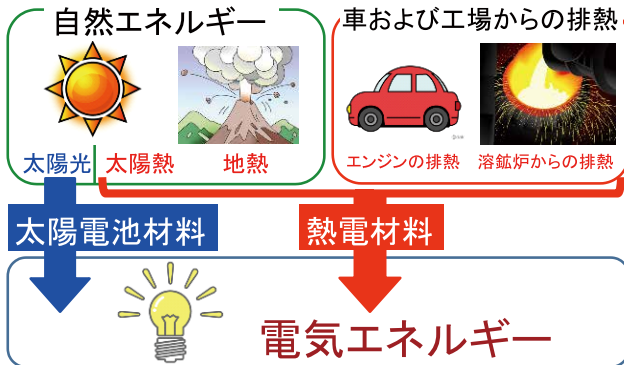 自然エネルギー
車および工場からの排熱
太陽光
太陽熱
地熱
エンジンの排熱
溶鉱炉からの排熱
太陽電池材料
熱電材料
電気エネルギー